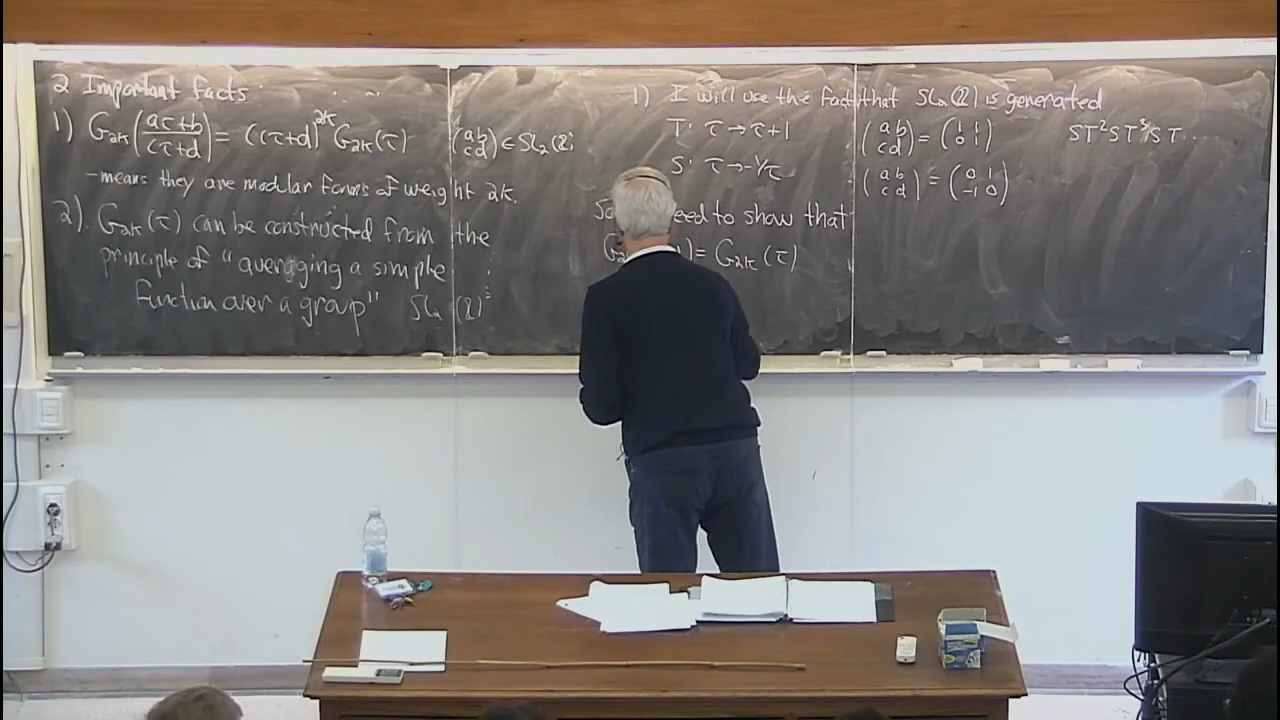 2 Important facts
1) G₂ₖ((aτ+b)/(cτ+d)) = (cτ+d)²ᵏ G₂ₖ(τ) (a b c d) ∈ SL₂(ℤ)
-means they are modular forms of weight 2k.
2). G₂ₖ(τ) can be constructed from the
principle of "averaging a simple
function over a group" SL₂(ℤ)
1) I will use the fact that SL₂(ℤ) is generated
T: τ → τ+1 (a b c d) = (1 1 0 1) ST²ST³ST....
S: τ → -1/τ (a b c d) = (0 1 -1 0)
need to show that
) = G₂ₖ(τ)